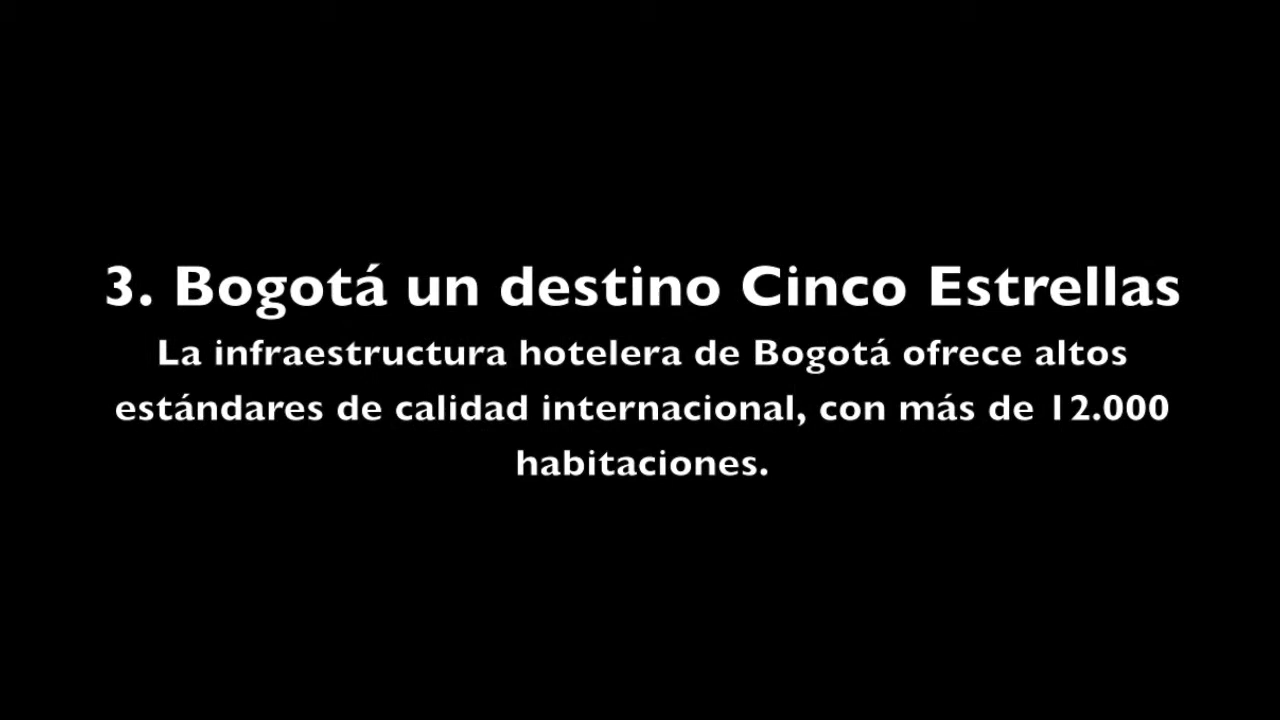 3. Bogotá un destino Cinco Estrellas
La infraestructura hotelera de Bogotá ofrece altos
estándares de calidad internacional, con más de 12.000
habitaciones.